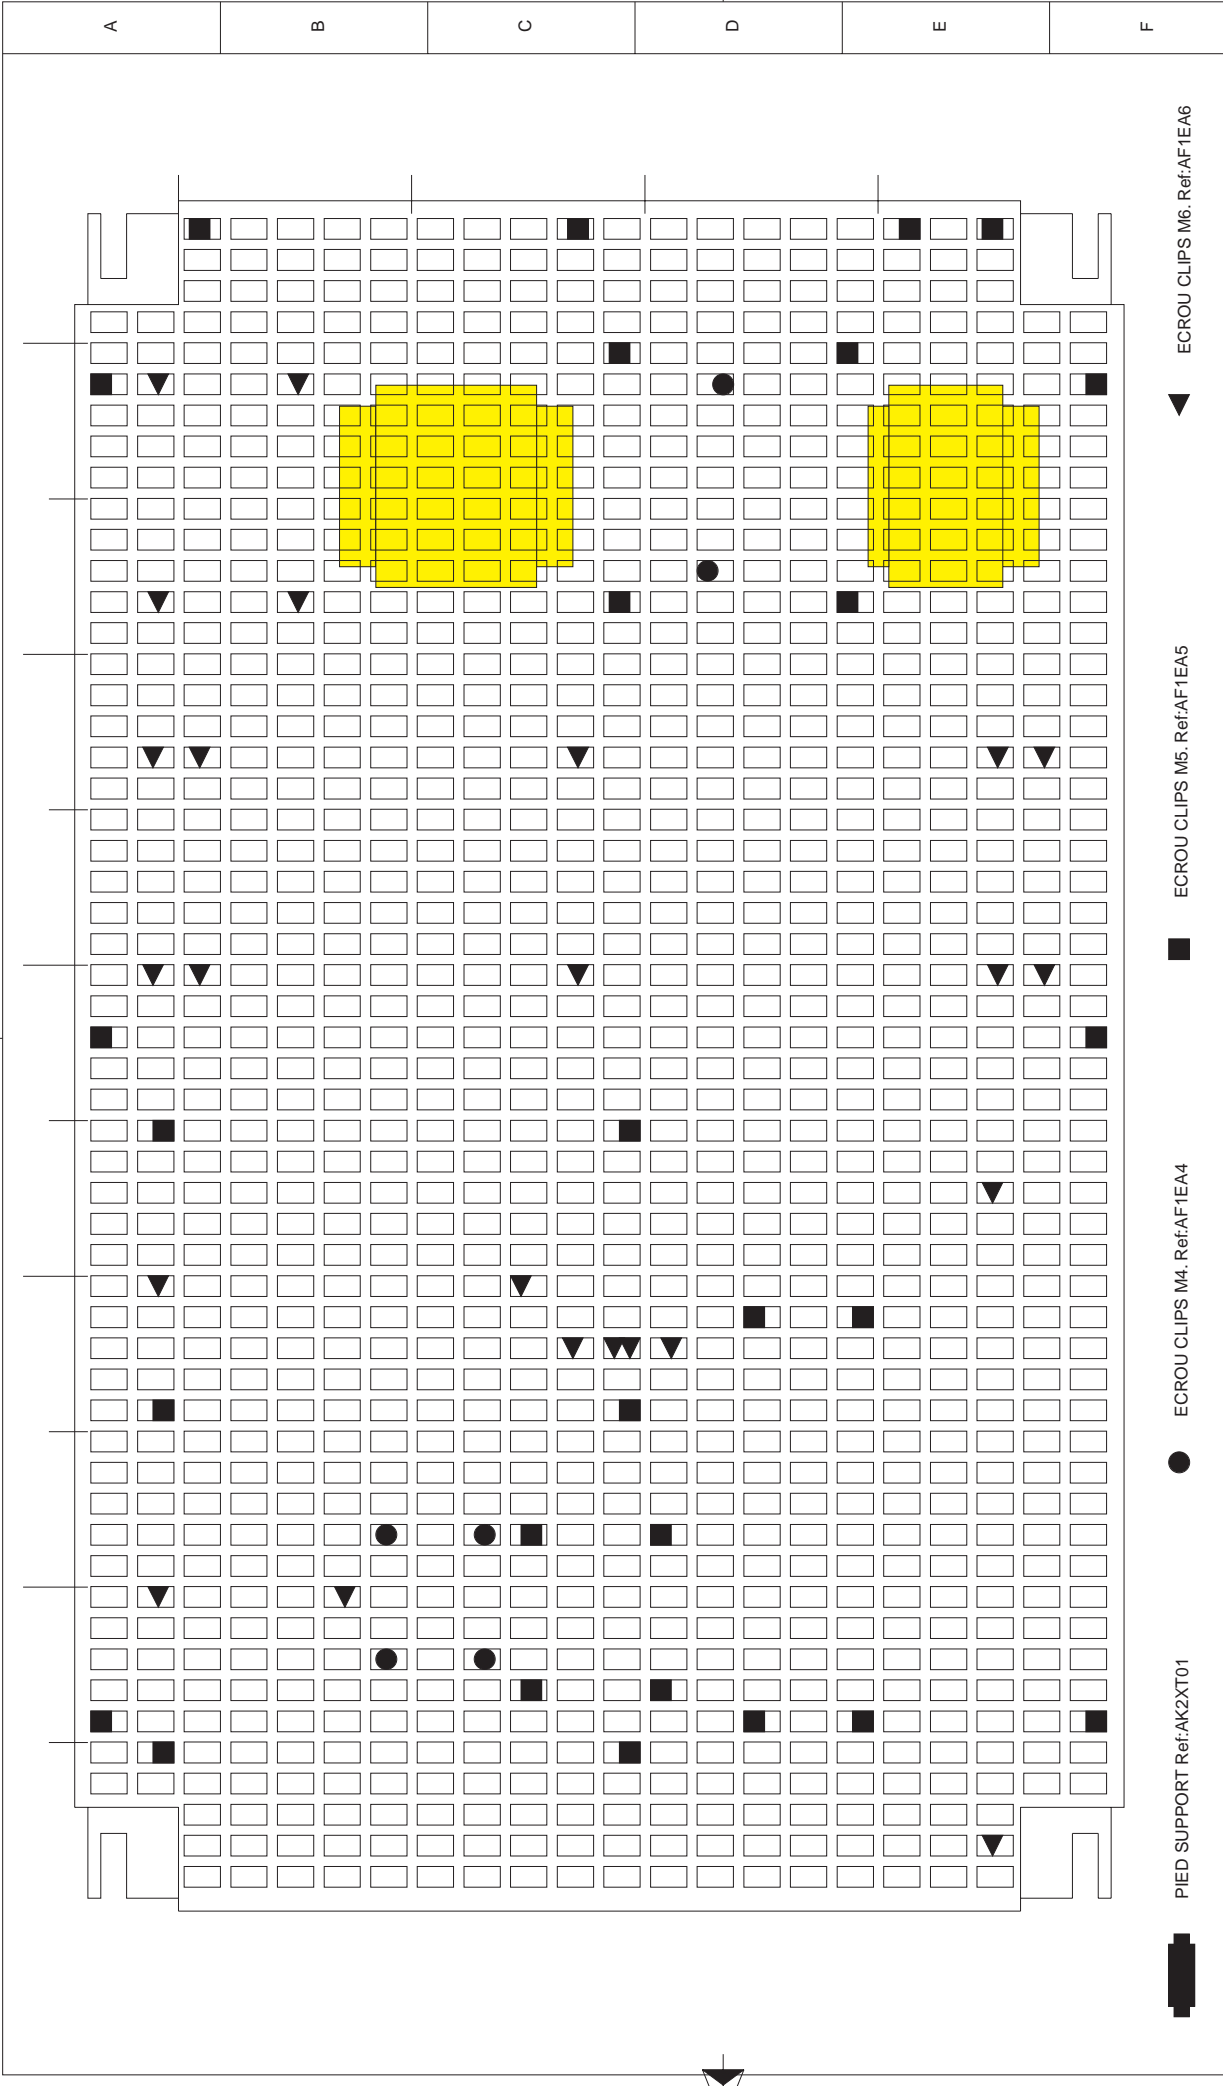 A
B
C
D
E
F
PIED SUPPORT Ref:AK2XT01
ECROU CLIPS M4. Ref:AF1EA4
ECROU CLIPS M5. Ref:AF1EA5
ECROU CLIPS M6. Ref:AF1EA6